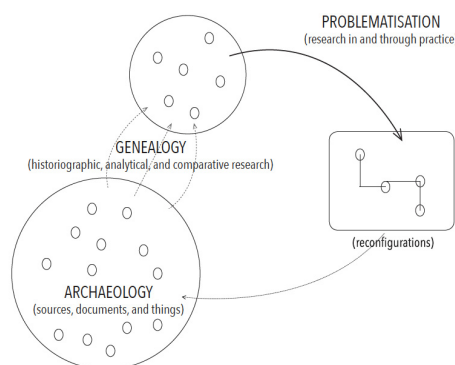 PROBLEMATISATION
(research in and through practice
GENEALOGY
(historiographic, analytical, and comparative research)
(reconfigurations)
ARCHAEOLOGY
(sources, documents, and things)